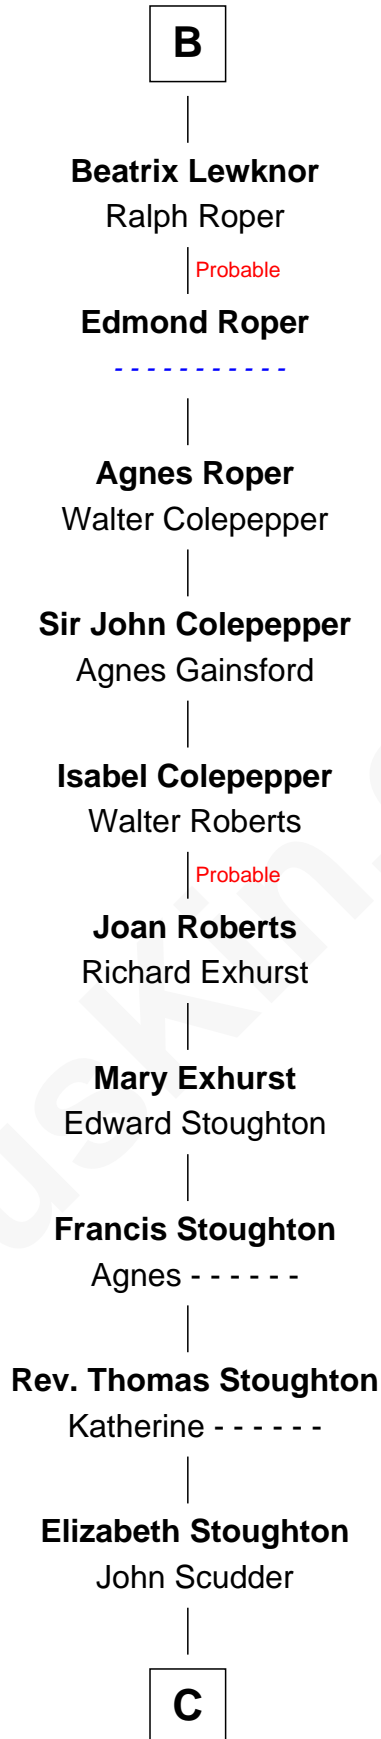 B
Beatrix Lewknor
Ralph Roper
Probable
Edmond Roper
- - - - - - - - - - -
Agnes Roper
Walter Colepepper
Sir John Colepepper
Agnes Gainsford
Isabel Colepepper
Walter Roberts
Probable
Joan Roberts
Richard Exhurst
Mary Exhurst
Edward Stoughton
Francis Stoughton
Agnes - - - - - -
Rev. Thomas Stoughton
Katherine - - - - - -
Elizabeth Stoughton
John Scudder
C